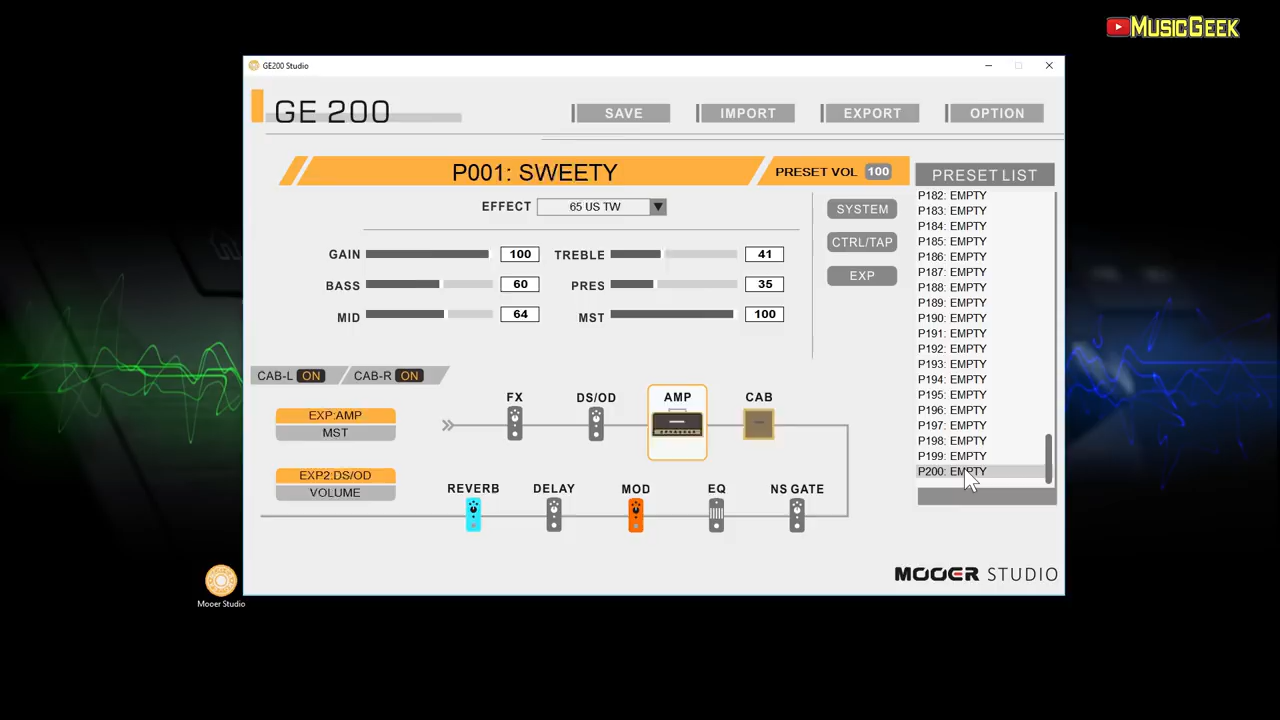 MUSICGEEK
GE200 Studio
GE 200
SAVE
IMPORT
EXPORT
OPTION
P001: SWEETY
PRESET VOL 100
PRESET LIST
EFFECT 65 US TW
GAIN 100
TREBLE 41
BASS 60
PRES 35
MID 64
MST 100
SYSTEM
CTRL/TAP
EXP
P182: EMPTY
P183: EMPTY
P184: EMPTY
P185: EMPTY
P186: EMPTY
P187: EMPTY
P188: EMPTY
P189: EMPTY
P190: EMPTY
P191: EMPTY
P192: EMPTY
P193: EMPTY
P194: EMPTY
P195: EMPTY
P196: EMPTY
P197: EMPTY
P198: EMPTY
P199: EMPTY
P200: EMPTY
CAB-L ON
CAB-R ON
EXP:AMP
MST
EXP2:DS/OD
VOLUME
FX
DS/OD
AMP
CAB
REVERB
DELAY
MOD
EQ
NS GATE
MOOER STUDIO
Mooer Studio